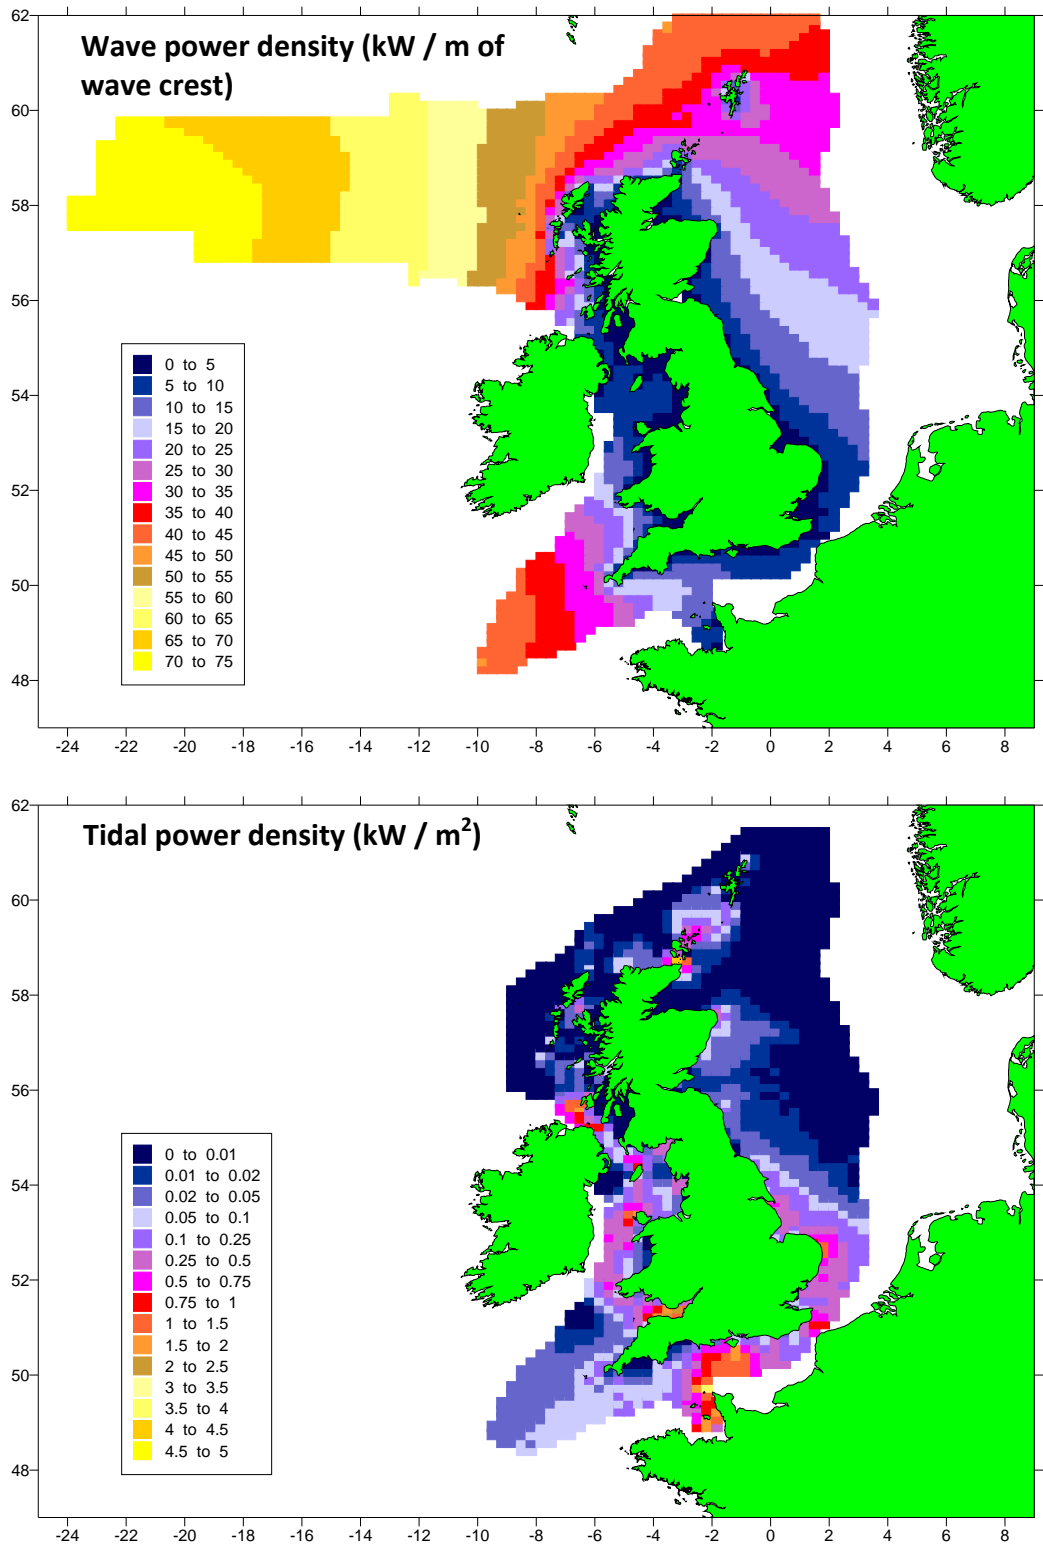 Wave power density (kW / m of
wave crest)
62
60
58
56
54
52
50
48
0 to 5
5 to 10
10 to 15
15 to 20
20 to 25
25 to 30
30 to 35
35 to 40
40 to 45
45 to 50
50 to 55
55 to 60
60 to 65
65 to 70
70 to 75
-24 -22 -20 -18 -16 -14 -12 -10 -8 -6 -4 -2 0 2 4 6 8
Tidal power density (kW / m²)
62
60
58
56
54
52
50
48
0 to 0.01
0.01 to 0.02
0.02 to 0.05
0.05 to 0.1
0.1 to 0.25
0.25 to 0.5
0.5 to 0.75
0.75 to 1
1 to 1.5
1.5 to 2
2 to 2.5
3 to 3.5
3.5 to 4
4 to 4.5
4.5 to 5
-24 -22 -20 -18 -16 -14 -12 -10 -8 -6 -4 -2 0 2 4 6 8